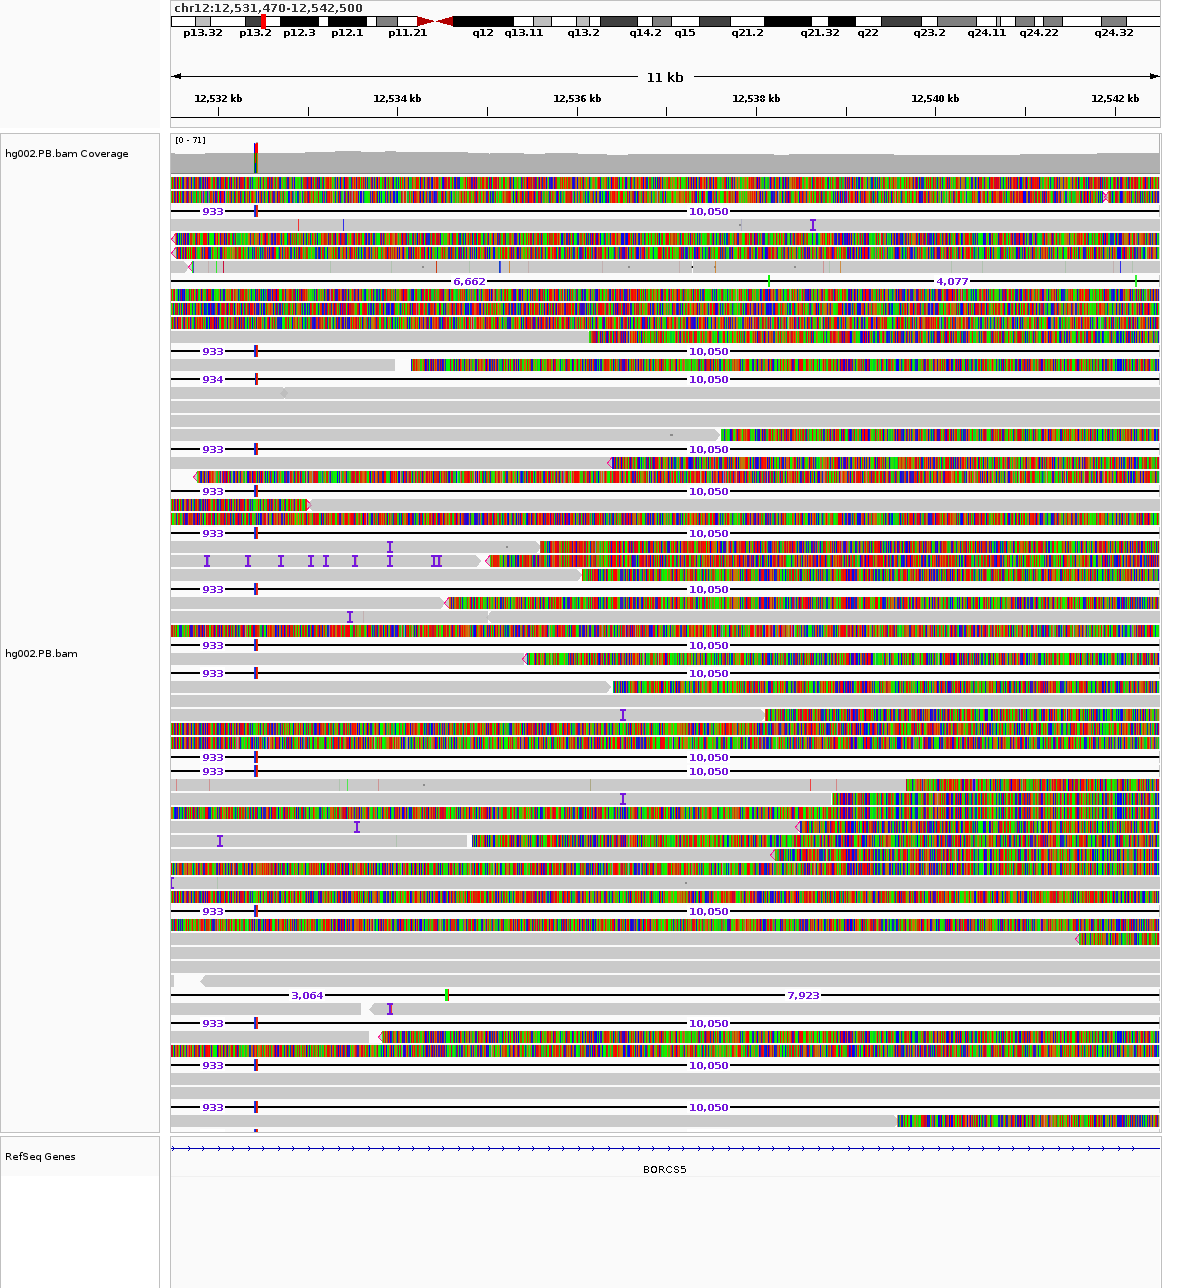 chr12:12,531,470-12,542,500
p13.32 p13.2 p12.3 p12.1 p11.21 q12 q13.11 q13.2 q14.2 q15 q21.2 q21.32 q22 q23.2 q24.11 q24.22 q24.32
11 kb
12,532 kb 12,534 kb 12,536 kb 12,538 kb 12,540 kb 12,542 kb
[0 - 71]
hg002.PB.bam Coverage
933 10,050
6,662 4,077
933 10,050
934 10,050
933 10,050
933 10,050
933 10,050
933 10,050
933 10,050
hg002.PB.bam
933 10,050
933 10,050
933 10,050
933 10,050
3,064 7,923
933 10,050
933 10,050
933 10,050
RefSeq Genes
BORCS5